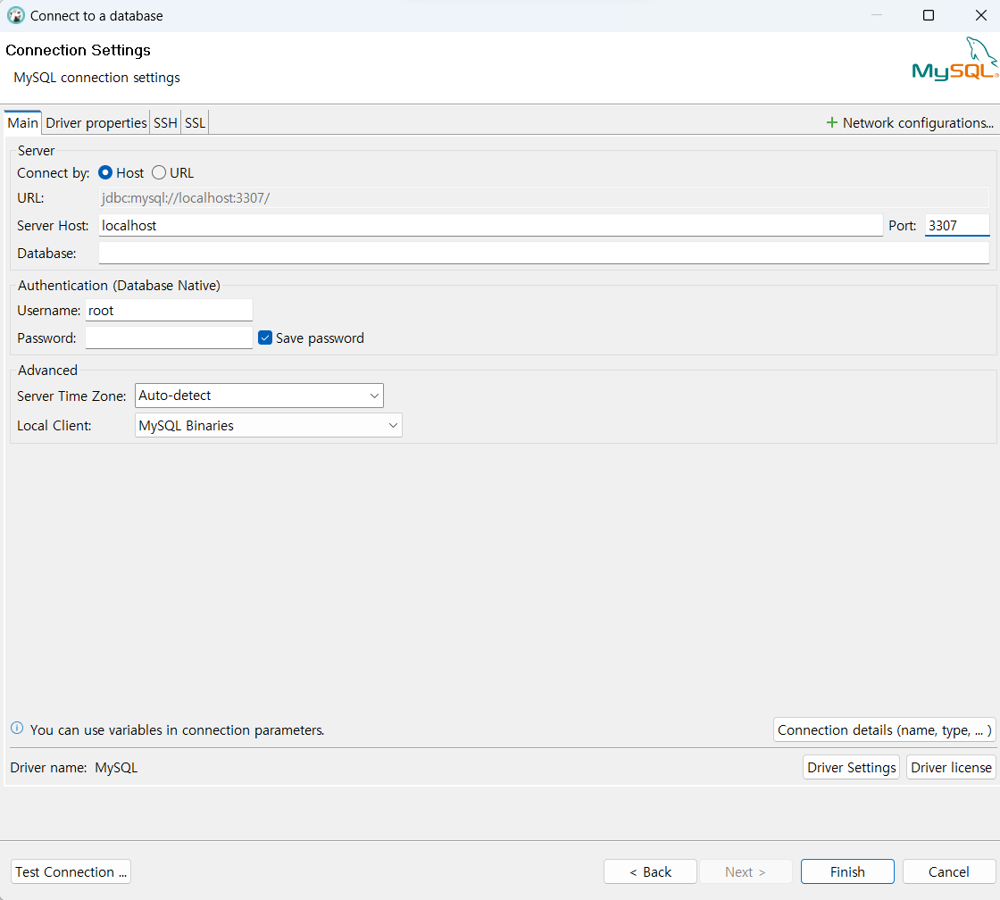 Connect to a database
Connection Settings
MySQL connection settings
MySQL®
Main Driver properties SSH SSL + Network configurations...
Server
Connect by: Host URL
URL: jdbc:mysql://localhost:3307/
Server Host: localhost Port: 3307
Database:
Authentication (Database Native)
Username: root
Password: Save password
Advanced
Server Time Zone: Auto-detect
Local Client: MySQL Binaries
You can use variables in connection parameters. Connection details (name, type, ... )
Driver name: MySQL Driver Settings Driver license
Test Connection ... < Back Next > Finish Cancel